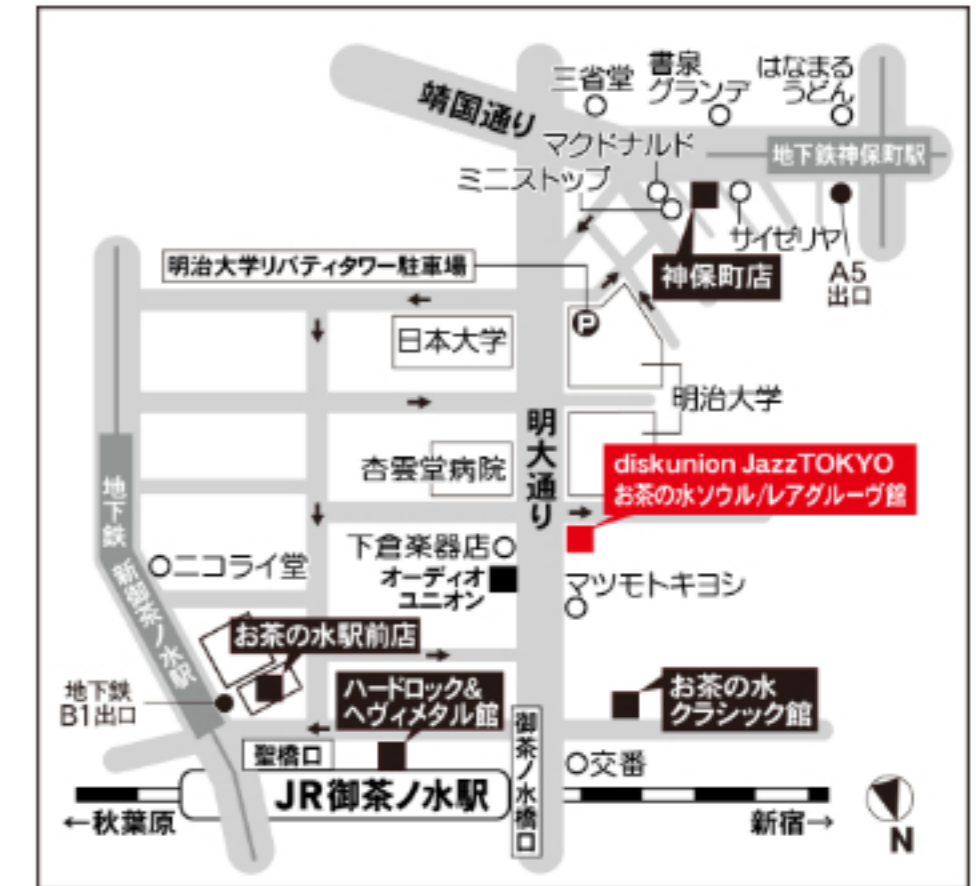 靖国通り
三省堂
書泉
グランデ
はなまる
うどん
マクドナルド
ミニストップ
地下鉄神保町駅
サイゼリヤ
神保町店
A5
出口
明治大学リバティタワー駐車場
P
日本大学
明治大学
明大通り
杏雲堂病院
diskunion JazzTOKYO
お茶の水ソウル/レアグルーヴ館
地下鉄 新御茶ノ水駅
下倉楽器店
オーディオ
ユニオン
マツモトキヨシ
ニコライ堂
お茶の水駅前店
地下鉄
B1出口
ハードロック&
ヘヴィメタル館
お茶の水
クラシック館
聖橋口
御茶ノ水橋口
交番
JR御茶ノ水駅
←秋葉原
新宿→
N